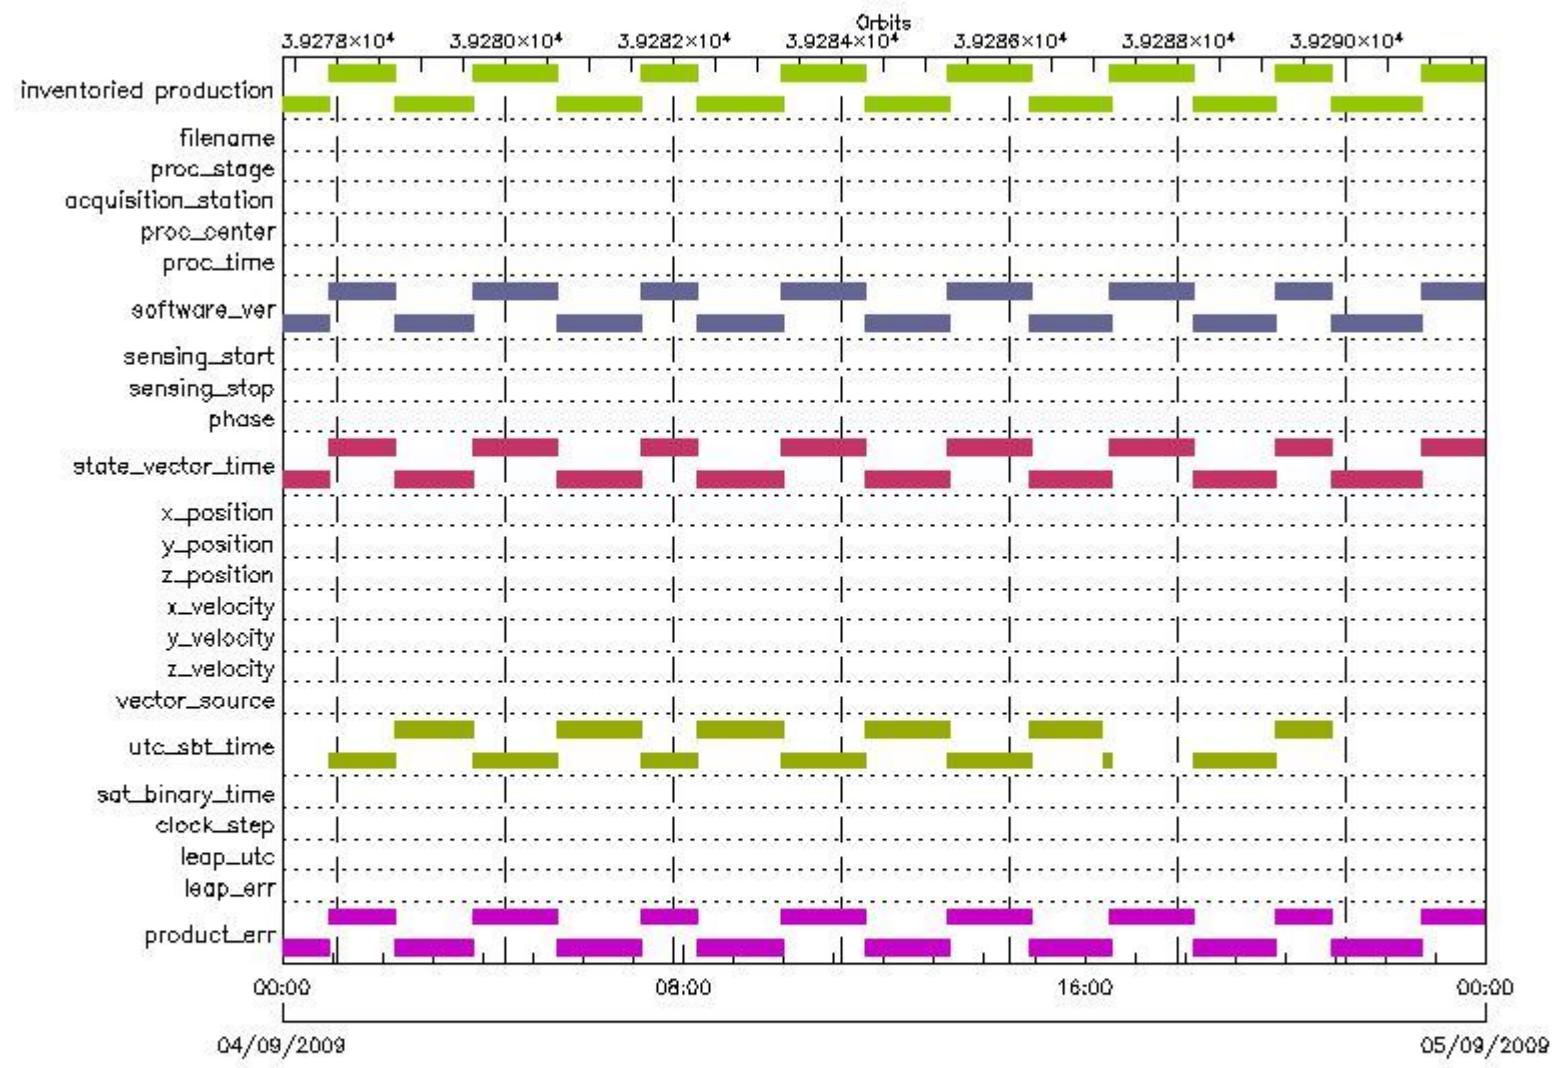 Orbits
3.9278×10⁴ 3.9280×10⁴ 3.9282×10⁴ 3.9284×10⁴ 3.9286×10⁴ 3.9288×10⁴ 3.9290×10⁴
inventoried production
filename
proc_stage
acquisition_station
proc_center
proc_time
software_ver
sensing_start
sensing_stop
phase
state_vector_time
x_position
y_position
z_position
x_velocity
y_velocity
z_velocity
vector_source
utc_sbt_time
sat_binary_time
clock_step
leap_utc
leap_err
product_err
00:00 08:00 16:00 00:00
04/09/2009 05/09/2009